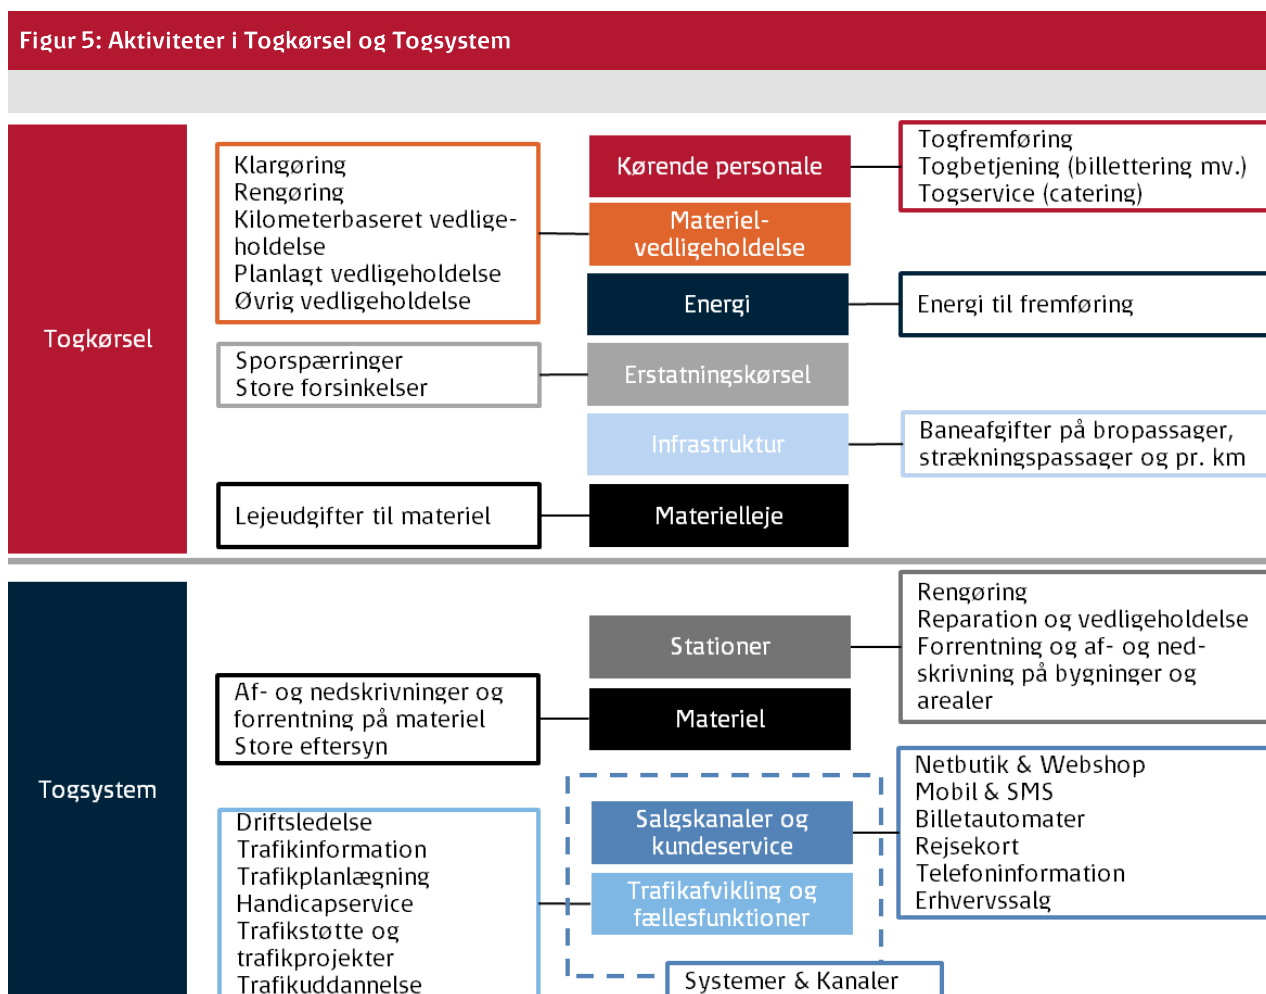 Figur 5: Aktiviteter i Togkørsel og Togsystem
Togkørsel
Klargøring
Rengøring
Kilometerbaseret vedlige-
holdelse
Planlagt vedligeholdelse
Øvrig vedligeholdelse
Sporspærringer
Store forsinkelser
Lejeudgifter til materiel
Kørende personale
Materiel-
vedligeholdelse
Energi
Erstatningskørsel
Infrastruktur
Materielleje
Togfremføring
Togbetjening (billettering mv.)
Togservice (catering)
Energi til fremføring
Baneafgifter på bropassager,
strækningspassager og pr. km
Togsystem
Af- og nedskrivninger og
forrentning på materiel
Store eftersyn
Driftsledelse
Trafikinformation
Trafikplanlægning
Handicapservice
Trafikstøtte og
trafikprojekter
Trafikuddannelse
Stationer
Materiel
Salgskanaler og
kundeservice
Trafikafvikling og
fællesfunktioner
Systemer & Kanaler
Rengøring
Reparation og vedligeholdelse
Forrentning og af- og ned-
skrivning på bygninger og
arealer
Netbutik & Webshop
Mobil & SMS
Billetautomater
Rejsekort
Telefoninformation
Erhvervssalg